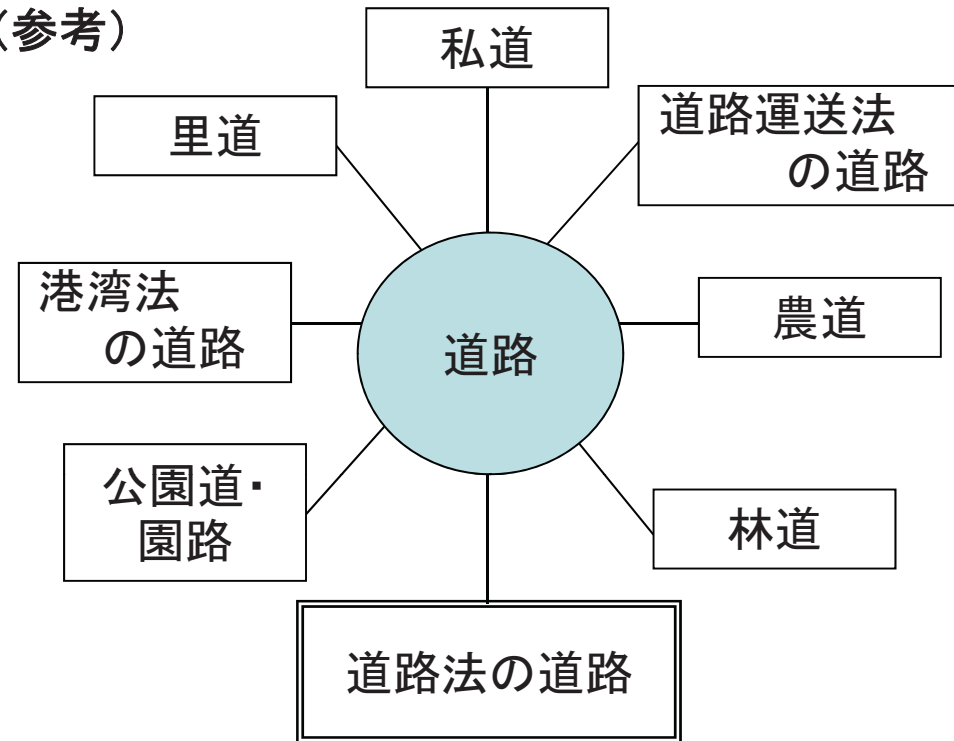 (参考)
私道
里道
道路運送法
の道路
港湾法
の道路
道路
農道
公園道・
園路
林道
道路法の道路